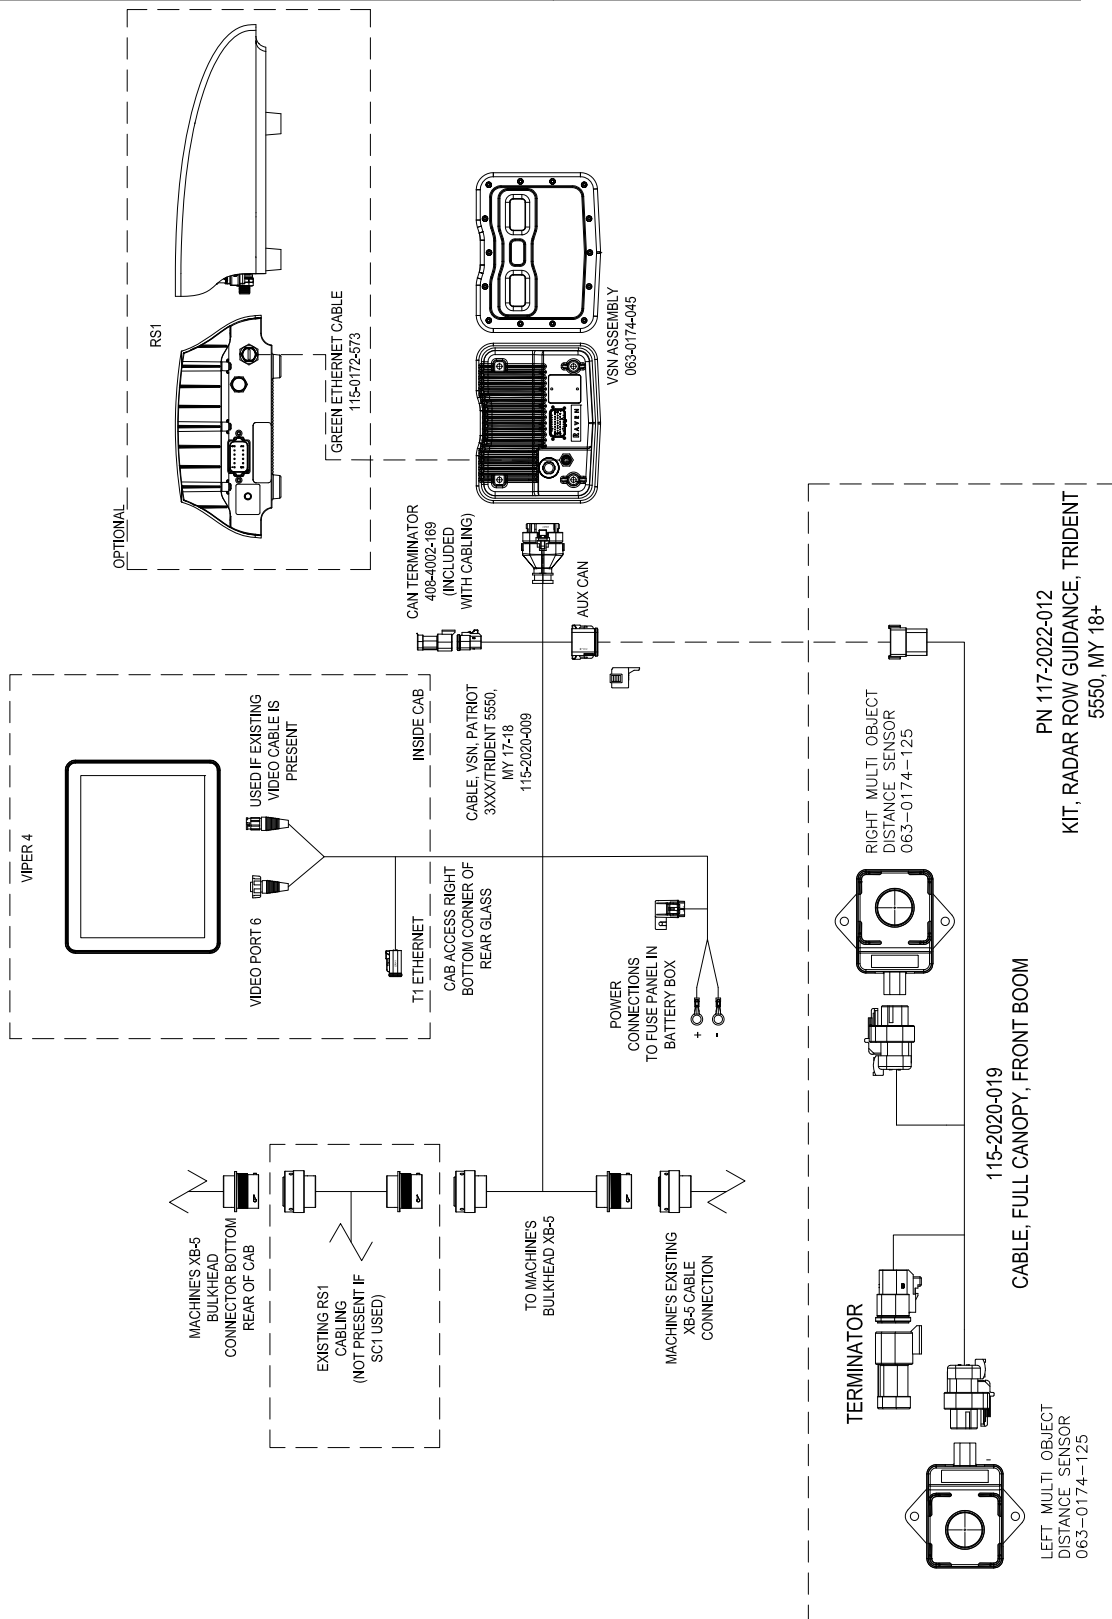 OPTIONAL
RS1
GREEN ETHERNET CABLE
115-0172-573
VSN ASSEMBLY
063-0174-045
RAVEN
CAN TERMINATOR
408-4002-169
(INCLUDED
WITH CABLING)
AUX CAN
VIPER 4
USED IF EXISTING
VIDEO CABLE IS
PRESENT
VIDEO PORT 6
INSIDE CAB
T1 ETHERNET
CABLE, VSN, PATRIOT
3XXX/TRIDENT 5550,
MY 17-18
115-2020-009
CAB ACCESS RIGHT
BOTTOM CORNER OF
REAR GLASS
POWER
CONNECTIONS
TO FUSE PANEL IN
BATTERY BOX
+
-
MACHINE'S XB-5
BULKHEAD
CONNECTOR BOTTOM
REAR OF CAB
EXISTING RS1
CABLING
(NOT PRESENT IF
SC1 USED)
TO MACHINE'S
BULKHEAD XB-5
MACHINE'S EXISTING
XB-5 CABLE
CONNECTION
PN 117-2022-012
KIT, RADAR ROW GUIDANCE, TRIDENT
5550, MY 18+
RIGHT MULTI OBJECT
DISTANCE SENSOR
063-0174-125
115-2020-019
CABLE, FULL CANOPY, FRONT BOOM
TERMINATOR
LEFT MULTI OBJECT
DISTANCE SENSOR
063-0174-125